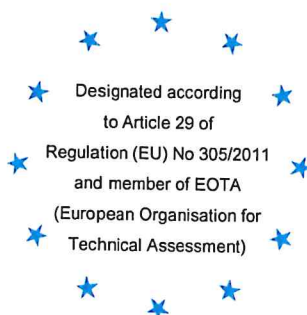 Designated according
to Article 29 of
Regulation (EU) No 305/2011
and member of EOTA
(European Organisation for
Technical Assessment)